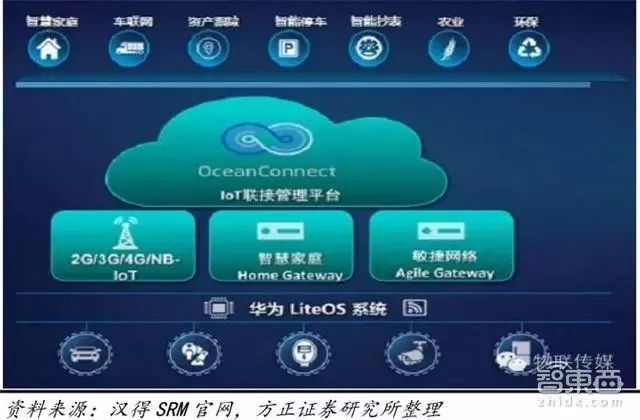 智慧家庭 车联网 资产跟踪 智能停车 智能抄表 农业 环保
P
OceanConnect
IoT联接管理平台
2G/3G/4G/NB-
IoT
智慧家庭
Home Gateway
敏捷网络
Agile Gateway
华为 LiteOS 系统
物联传媒
智东西
zhidx.com
资料来源：汉得 SRM 官网，方正证券研究所整理